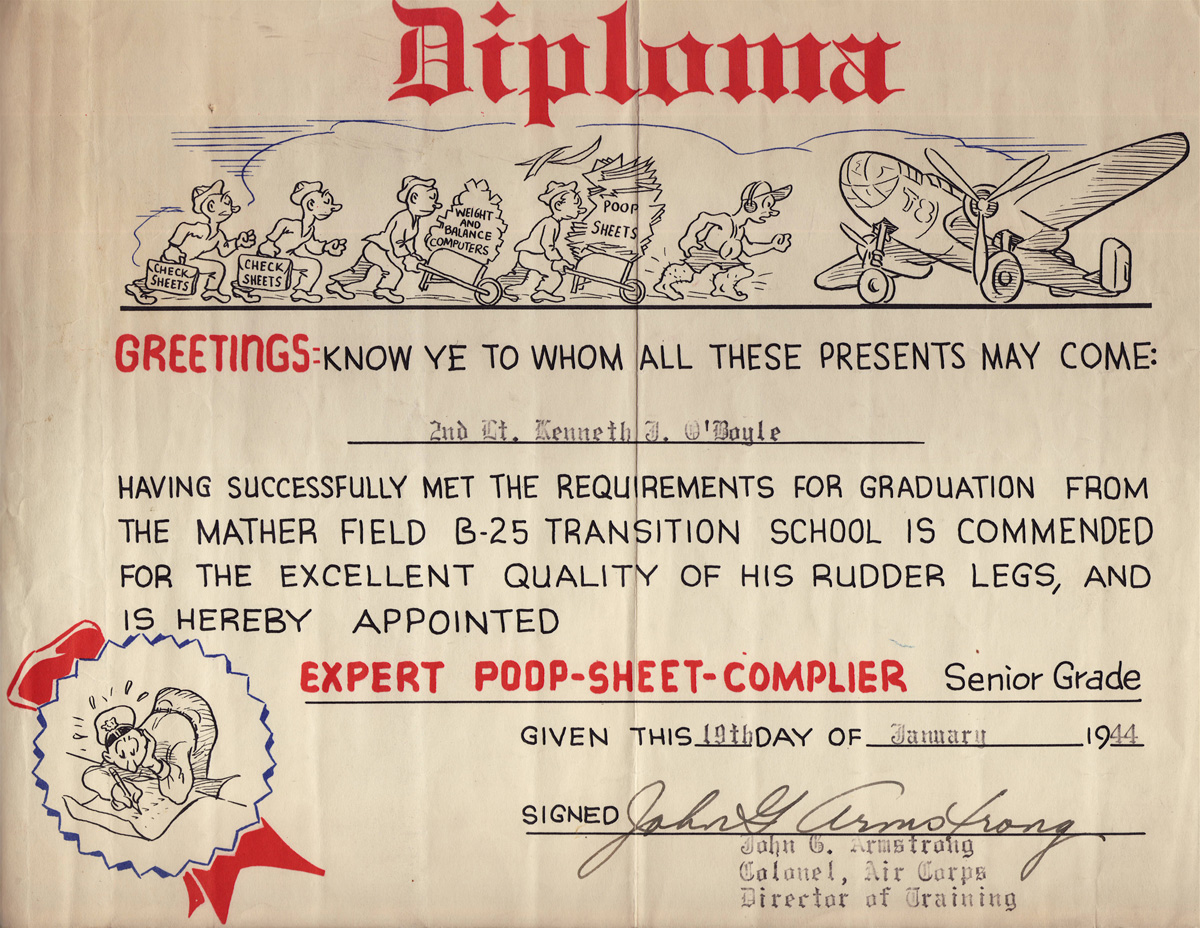 Diploma
CHECK
SHEETS
CHECK
SHEETS
WEIGHT
AND
BALANCE
COMPUTERS
POOP
SHEETS
T8
GREETINGS: KNOW YE TO WHOM ALL THESE PRESENTS MAY COME:
2nd Lt. Kenneth J. O'Boyle
HAVING SUCCESSFULLY MET THE REQUIREMENTS FOR GRADUATION FROM
THE MATHER FIELD B-25 TRANSITION SCHOOL IS COMMENDED
FOR THE EXCELLENT QUALITY OF HIS RUDDER LEGS, AND
IS HEREBY APPOINTED
EXPERT POOP-SHEET-COMPLIER Senior Grade
GIVEN THIS 19th DAY OF January 1944
SIGNED John G Armstrong
John G. Armstrong
Colonel, Air Corps
Director of Training